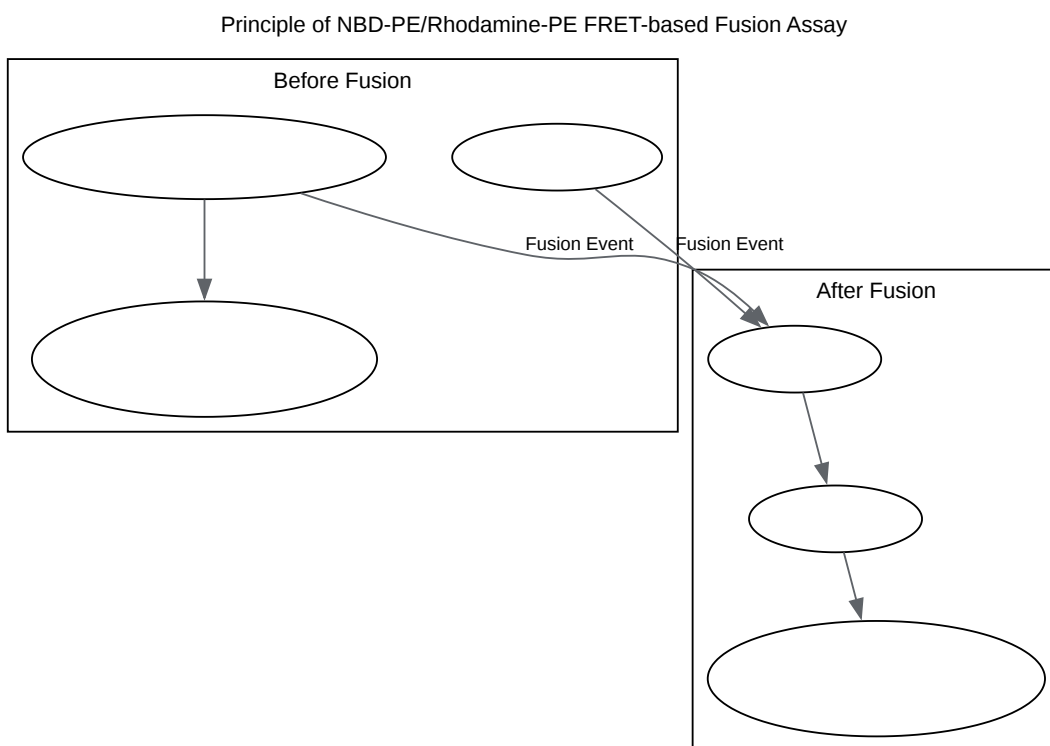 Principle of NBD-PE/Rhodamine-PE FRET-based Fusion Assay
Before Fusion
Fusion Event
Fusion Event
After Fusion